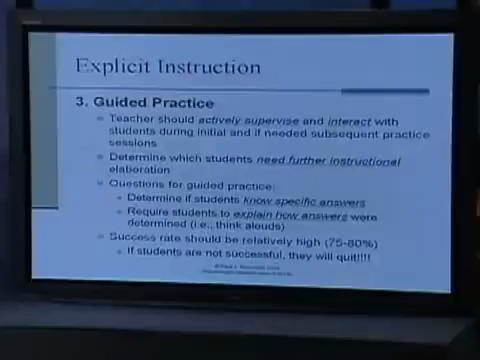 Explicit Instruction
3. Guided Practice
Teacher should actively supervise and interact with
students during initial and if needed subsequent practice
sessions
Determine which students need further instructional
elaboration
Questions for guided practice:
Determine if students know specific answers
Require students to explain how answers were
determined (i.e., think alouds)
Success rate should be relatively high (75-80%)
If students are not successful, they will quit!!!!